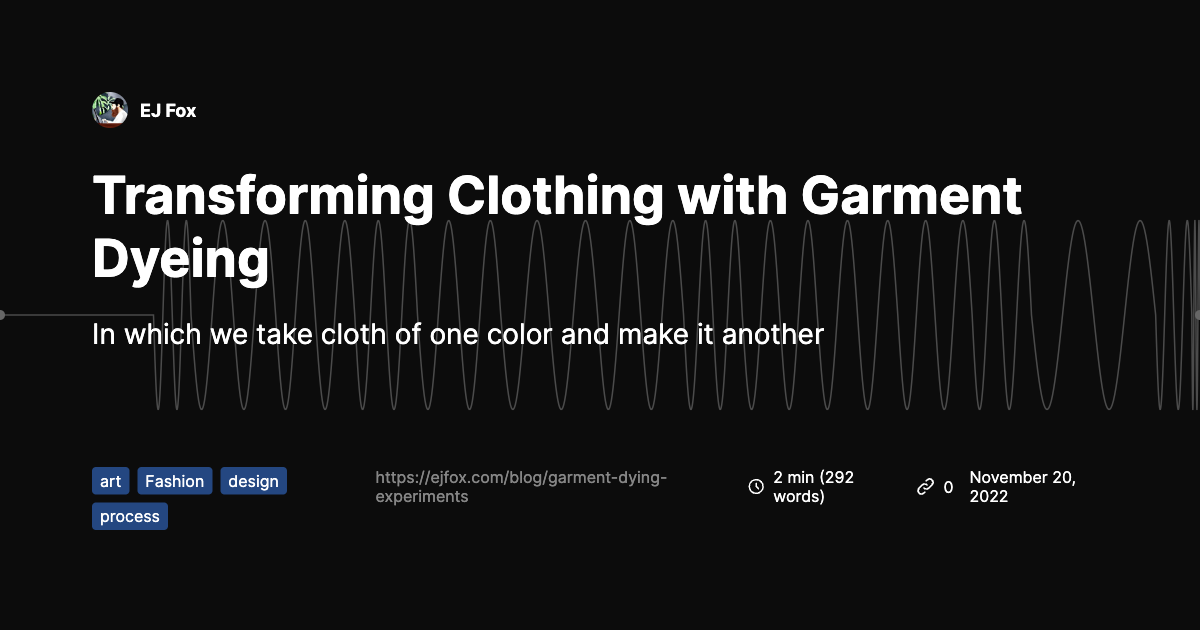 EJ Fox
Transforming Clothing with Garment
Dyeing
In which we take cloth of one color and make it another
art Fashion design
process
https://ejfox.com/blog/garment-dying-
experiments
2 min (292
words)
0
November 20,
2022